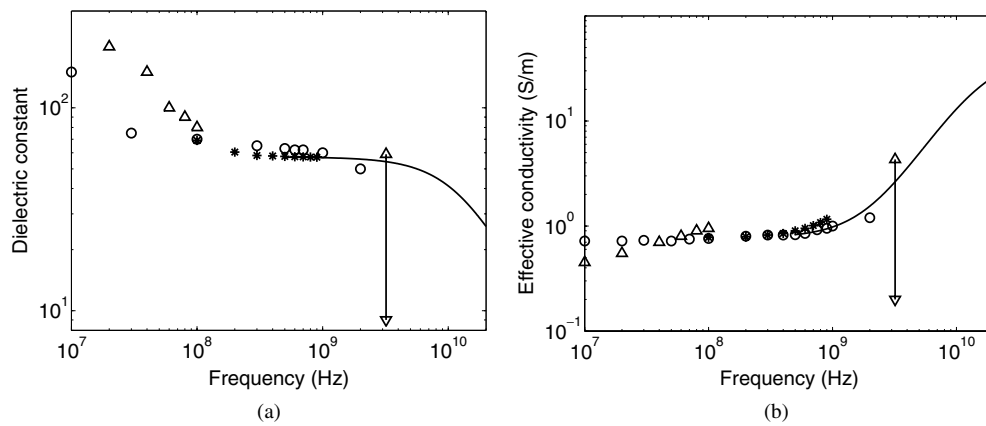 Dielectric constant
10²
10¹
10⁷
10⁸
10⁹
10¹⁰
Frequency (Hz)
(a)
Effective conductivity (S/m)
10¹
10⁰
10⁻¹
10⁷
10⁸
10⁹
10¹⁰
Frequency (Hz)
(b)